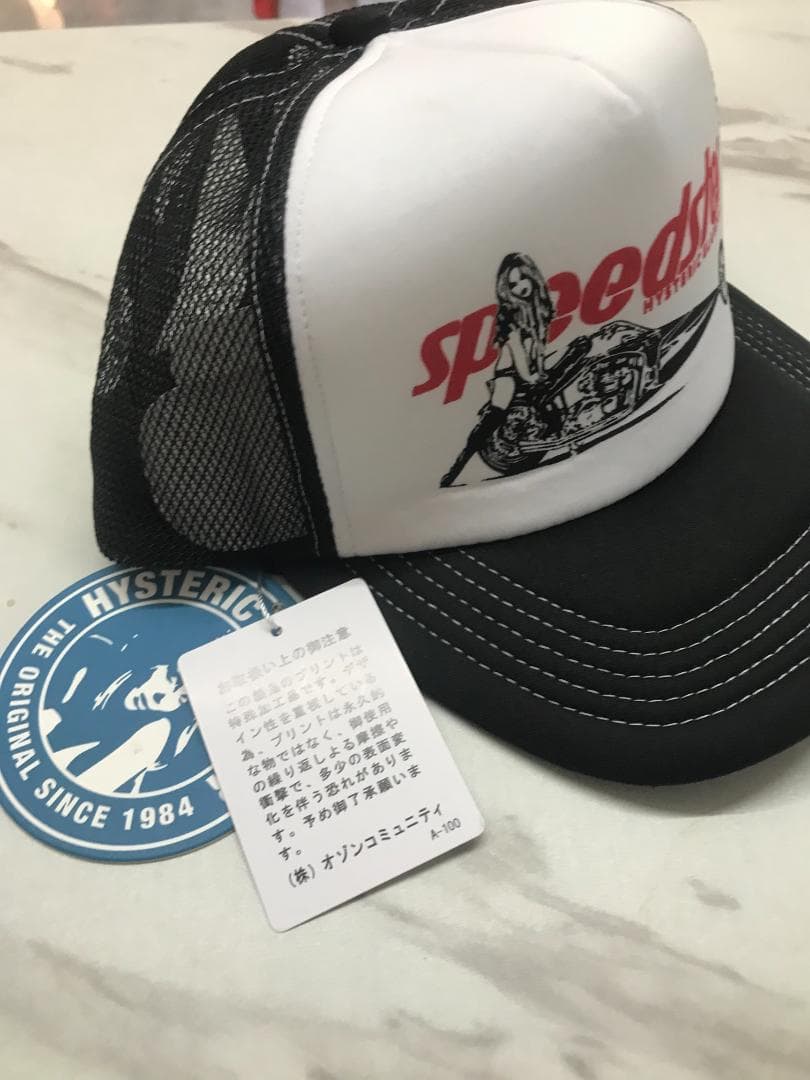 speedsh
HYSTERIC
HYSTERIC
THE ORIGINAL SINCE 1984
お取扱い上の御注意
この製品のプリントは
特殊加工品です。デザ
イン性を重視している
為、プリントは永久的
な物ではなく、御使用
の繰り返しよる摩擦や
衝撃で、多少の表面変
化を伴う恐れがありま
す。予め御了承願いま
す。
(株)オゾンコミュニティ
A-100